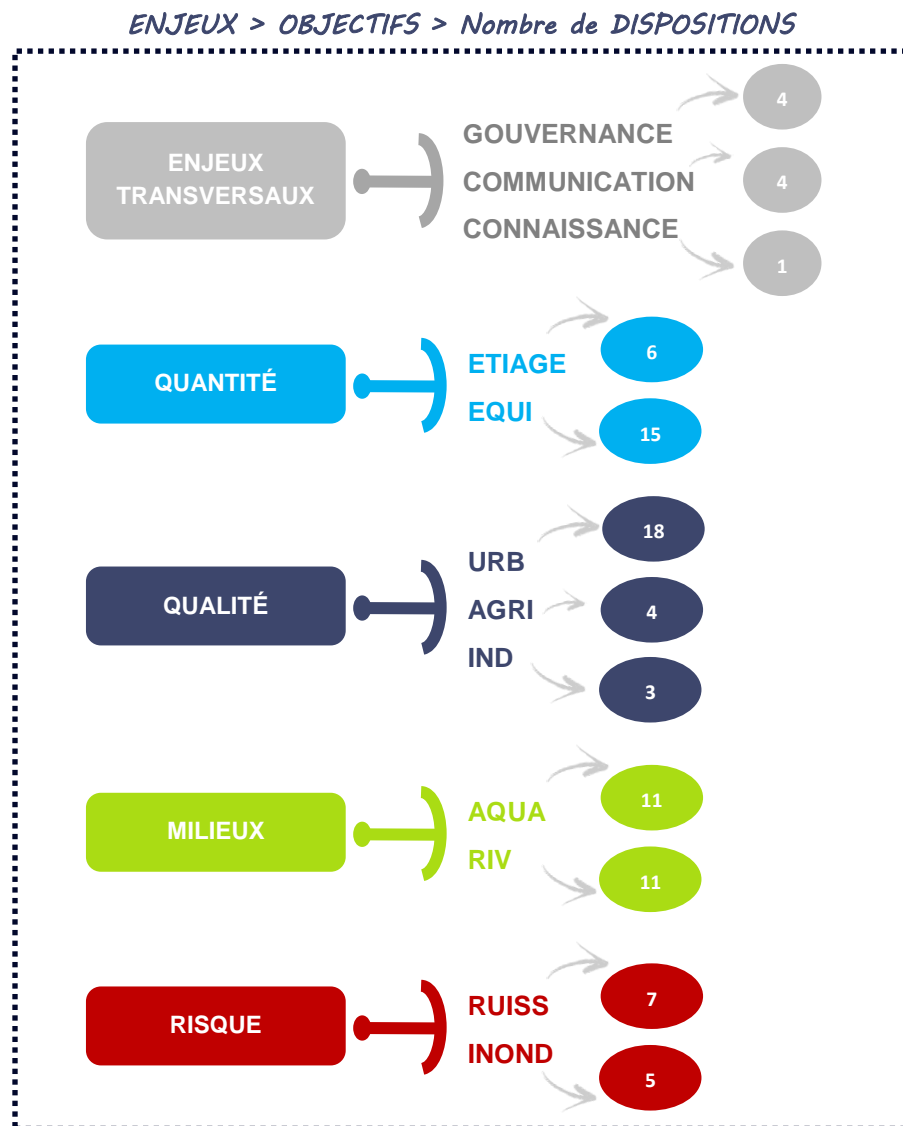 ENJEUX > OBJECTIFS > Nombre de DISPOSITIONS
ENJEUX
TRANSVERSAUX
GOUVERNANCE
4
COMMUNICATION
4
CONNAISSANCE
1
QUANTITÉ
ETIAGE
6
EQUI
15
QUALITÉ
URB
18
AGRI
4
IND
3
MILIEUX
AQUA
11
RIV
11
RISQUE
RUISS
7
INOND
5